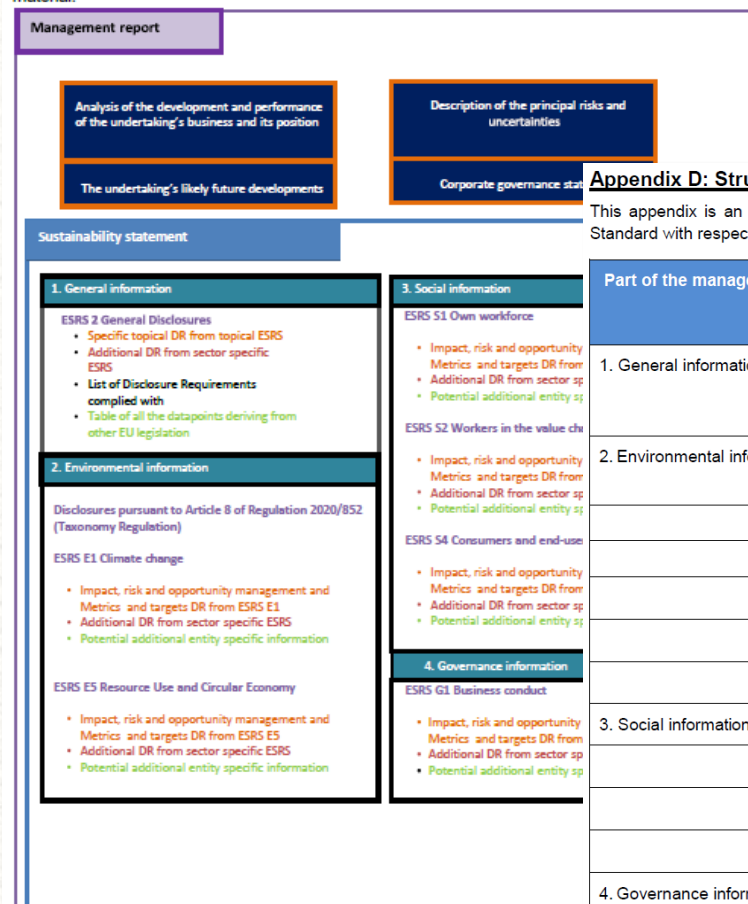 Management report
Analysis of the development and performance
of the undertaking's business and its position
The undertaking's likely future developments
Description of the principal risks and
uncertainties
Corporate governance
Sustainability statement
1. General information
ESRS 2 General Disclosures
• Specific topical DR from topical ESRS
• Additional DR from sector specific
ESRS
• List of Disclosure Requirements
complied with
• Table of all the datapoints deriving from
other EU legislation
2. Environmental information
Disclosures pursuant to Article 8 of Regulation 2020/852
(Taxonomy Regulation)
ESRS E1 Climate change
• Impact, risk and opportunity management and
Metrics and targets DR from ESRS E1
• Additional DR from sector specific ESRS
• Potential additional entity specific information
ESRS E5 Resource Use and Circular Economy
• Impact, risk and opportunity management and
Metrics and targets DR from ESRS E5
• Additional DR from sector specific ESRS
• Potential additional entity specific information
3. Social information
ESRS S1 Own workforce
• Impact, risk and opportunity
Metrics and targets DR from
• Additional DR from sector sp
• Potential additional entity sp
ESRS S2 Workers in the value
• Impact, risk and opportunity
Metrics and targets DR from
• Additional DR from sector sp
• Potential additional entity sp
ESRS S4 Consumers and end-use
• Impact, risk and opportunity
Metrics and targets DR from
• Additional DR from sector sp
• Potential additional entity sp
4. Governance information
ESRS G1 Business conduct
• Impact, risk and opportunity
Metrics and targets DR from
• Additional DR from sector sp
• Potential additional entity sp
Appendix D: Stru
This appendix is an
Standard with respec
Part of the manage
1. General informatio
2. Environmental info
3. Social information
4. Governance infor